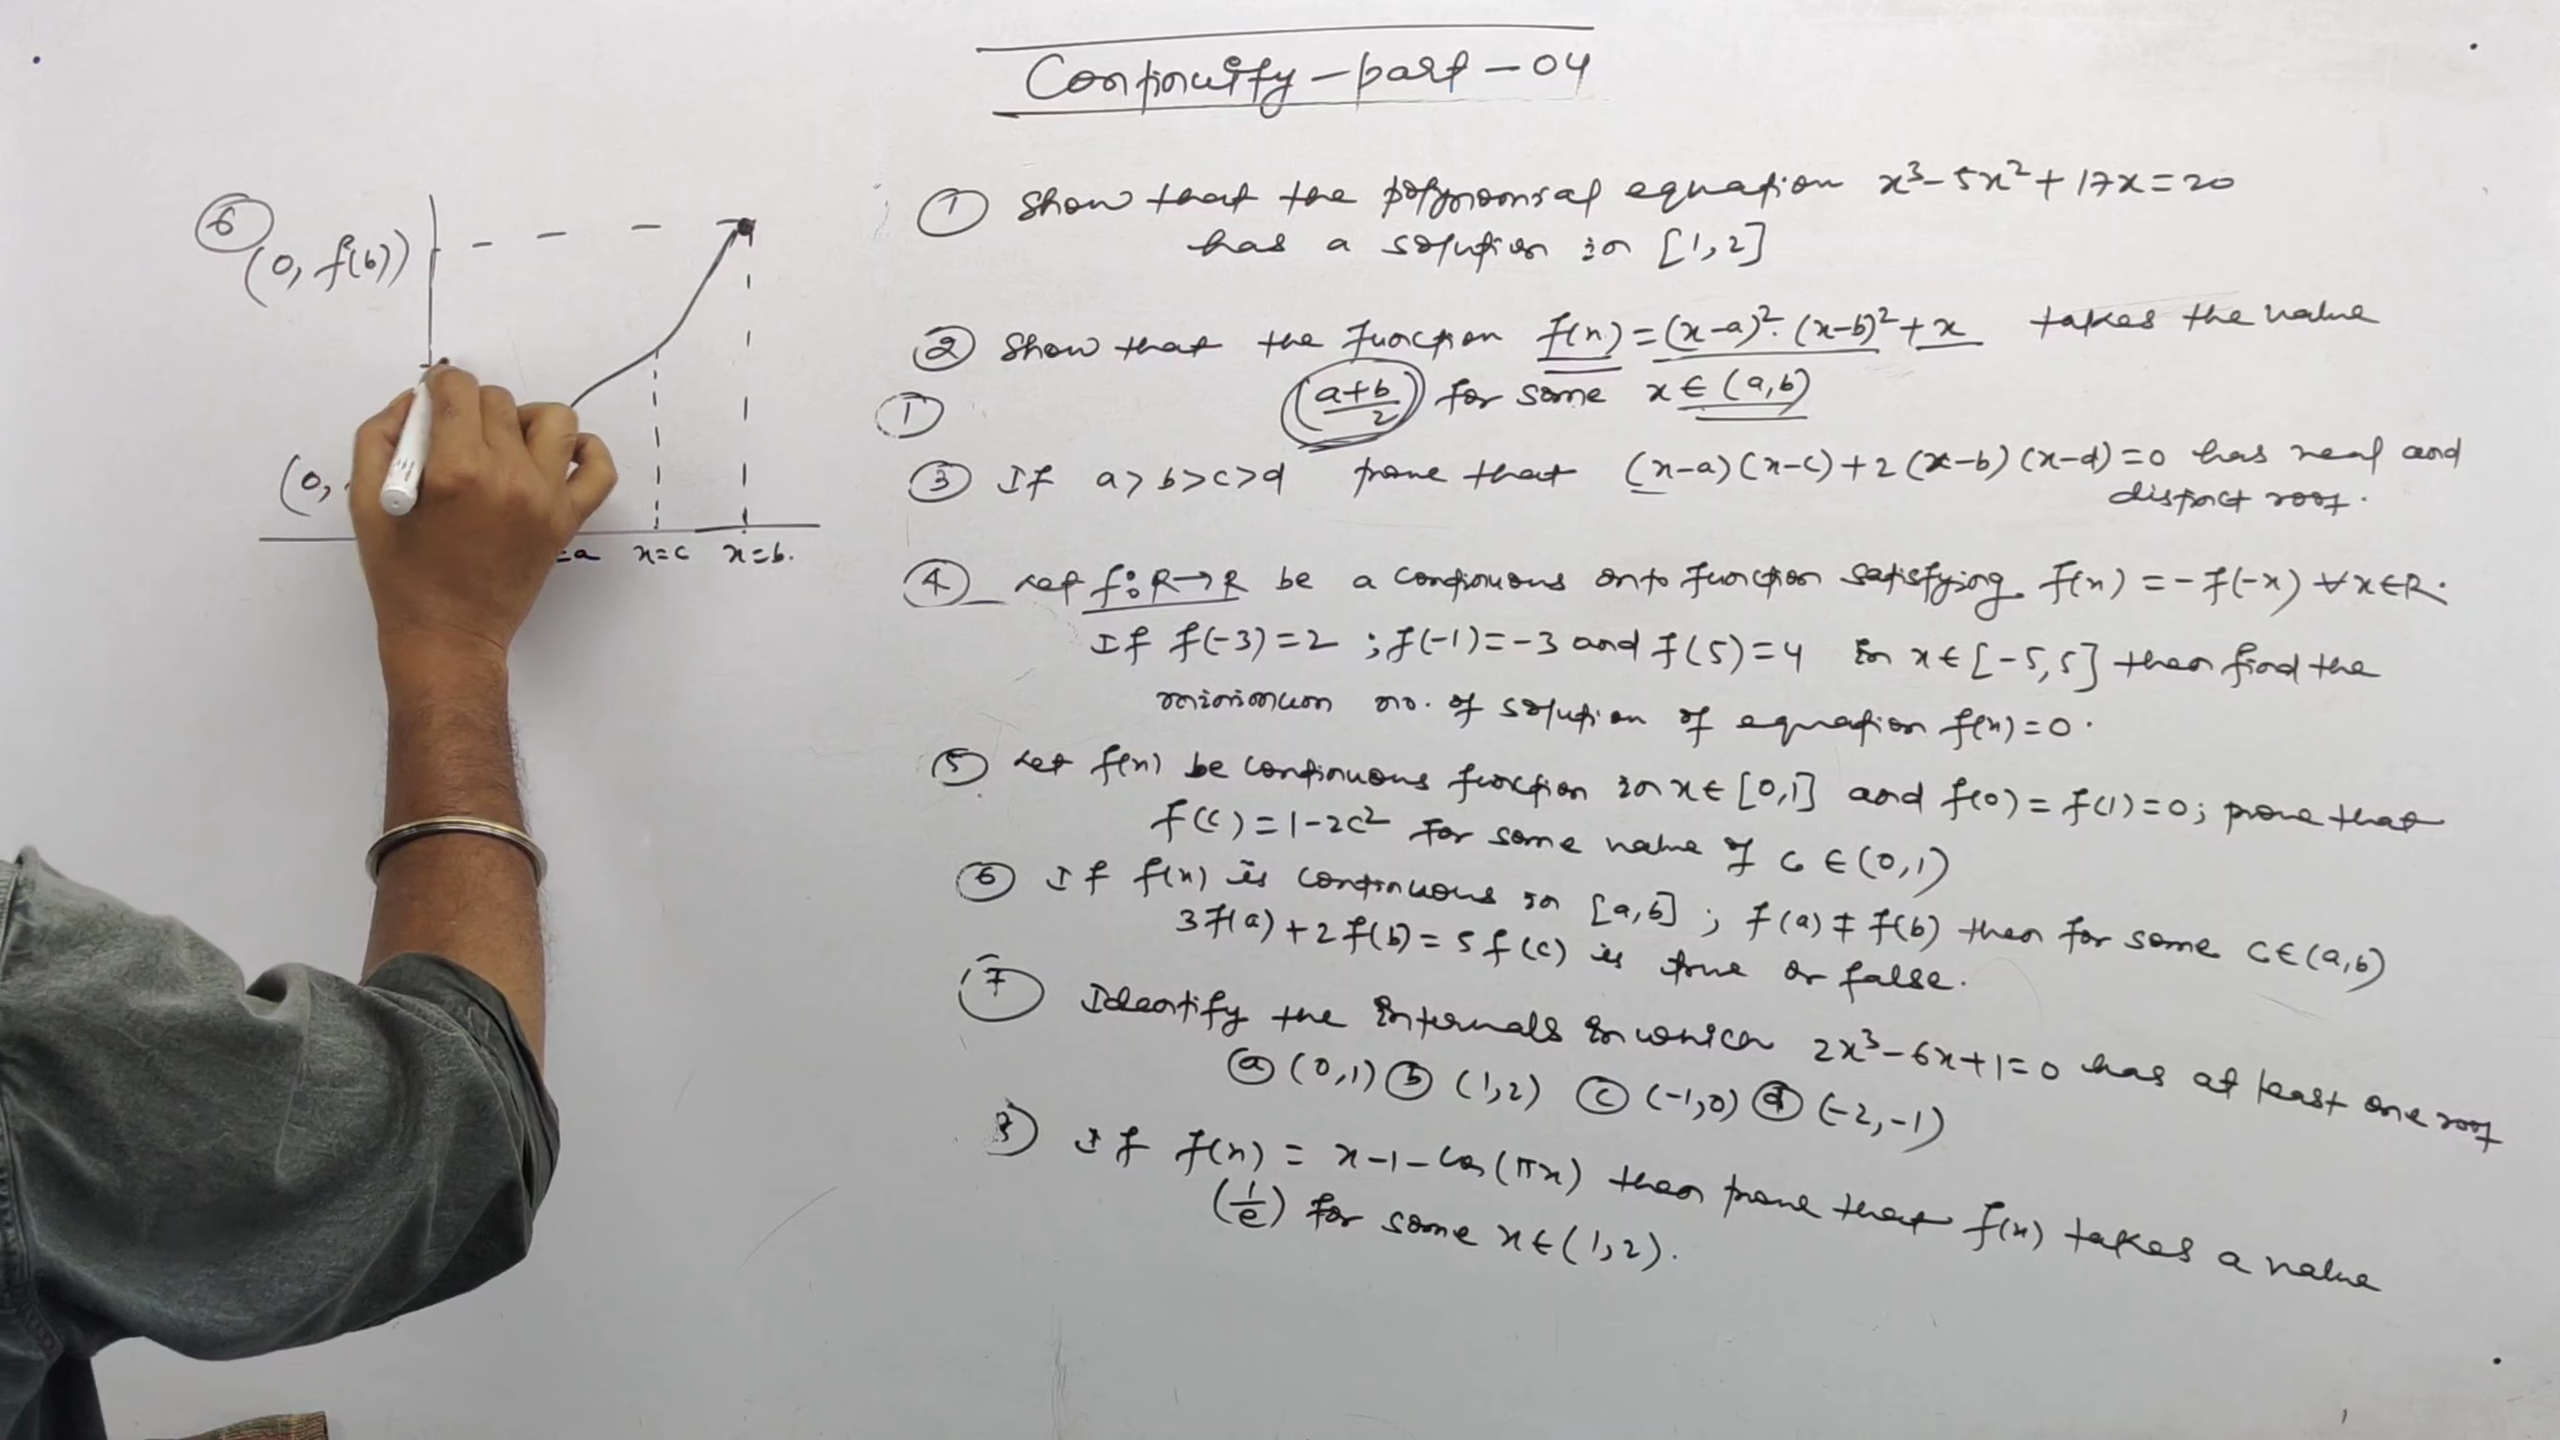 Continuity - part - 04
⑥
(0, f(b))
(0,
=a x=c x=b.
① Show that the polynomial equation x³-5x²+17x=20
has a solution in [1,2]
② Show that the function f(x) = (x-a)².(x-b)²+x takes the value
(a+b/2) for some x ∈ (a,b)
①
③ If a>b>c>d prove that (x-a)(x-c)+2(x-b)(x-d)=0 has real and
distinct root.
④ Let f:R→R be a continuous onto function satisfying f(x) = -f(-x) ∀x∈R.
If f(-3)=2 ; f(-1)=-3 and f(5)=4 in x∈[-5,5] then find the
minimum no. of solution of equation f(x)=0.
⑤ Let f(x) be continuous function in x∈[0,1] and f(0)=f(1)=0; prove that
f(c)=1-2c² for some value of c ∈(0,1)
⑥ If f(x) is continuous in [a,b] ; f(a)≠f(b) then for some c∈(a,b)
3f(a)+2f(b)=5f(c) is true or false.
⑦ Identify the intervals in which 2x³-6x+1=0 has at least one root
ⓐ (0,1) ⓑ (1,2) ⓒ (-1,0) ⓓ (-2,-1)
If f(x) = x-1-cos(πx) then prove that f(x) takes a value
(1/e) for some x∈(1,2).